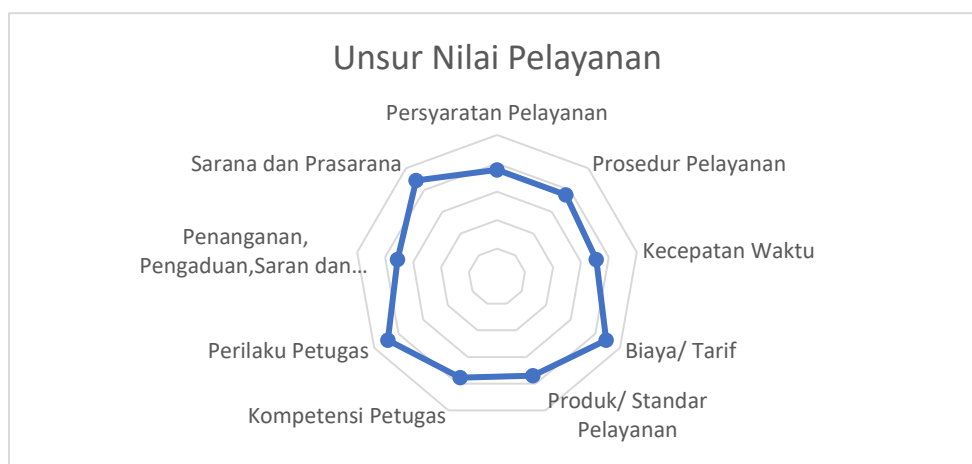 Unsur Nilai Pelayanan
Persyaratan Pelayanan
Prosedur Pelayanan
Kecepatan Waktu
Biaya/ Tarif
Produk/ Standar
Pelayanan
Kompetensi Petugas
Perilaku Petugas
Penanganan,
Pengaduan,Saran dan…
Sarana dan Prasarana